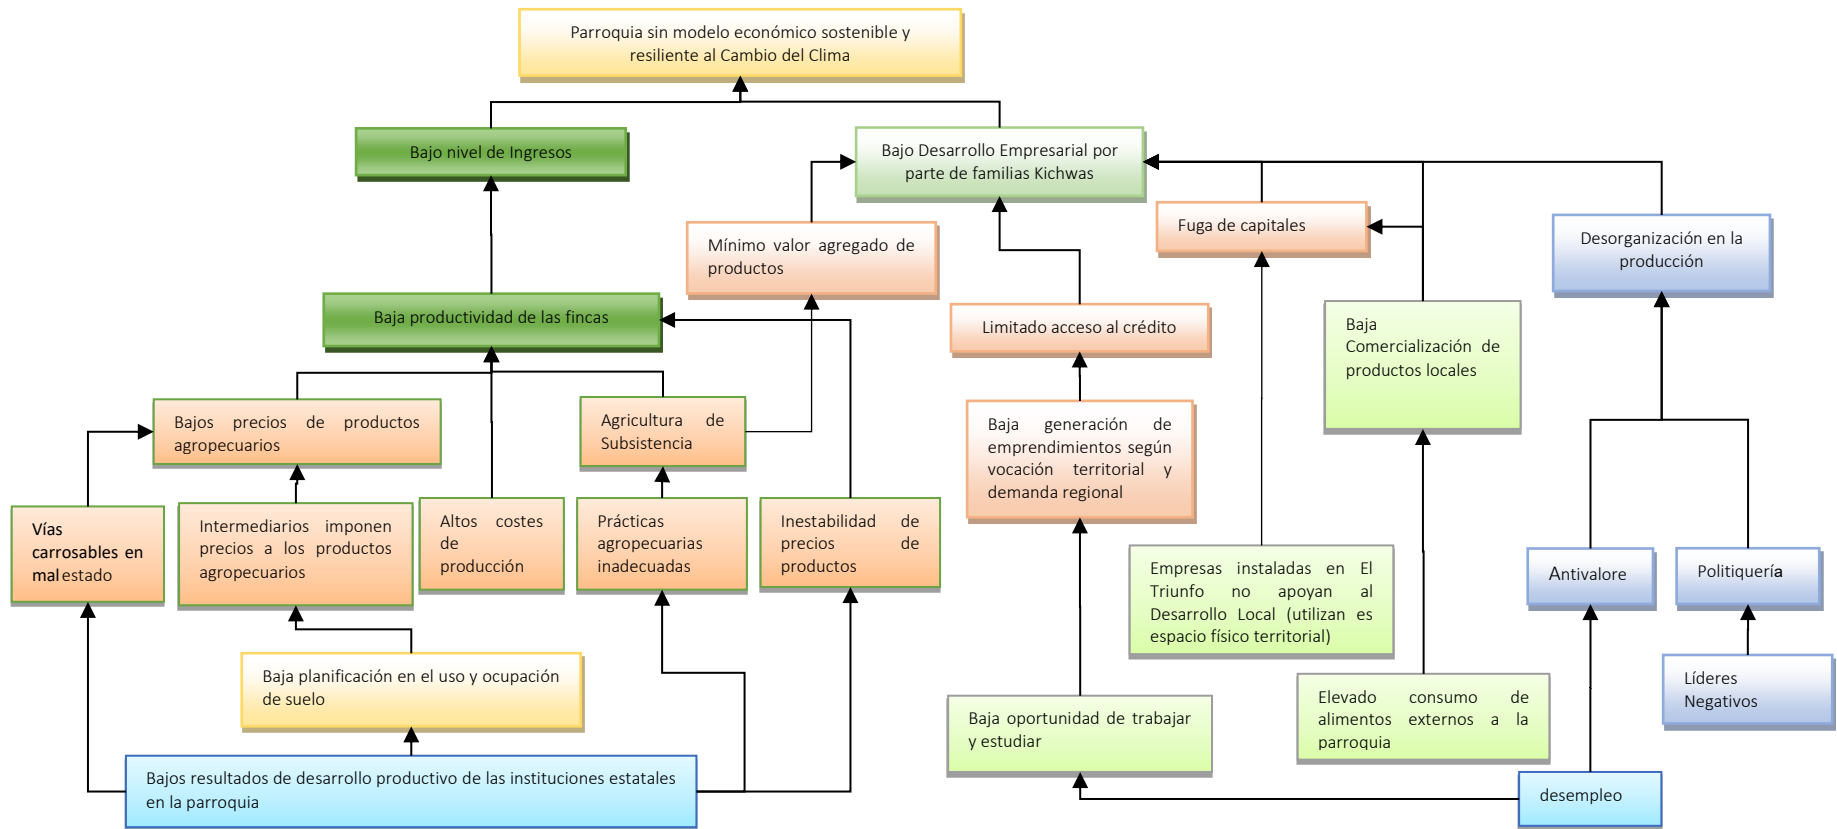 Parroquia sin modelo económico sostenible y
resiliente al Cambio del Clima
Bajo nivel de Ingresos
Bajo Desarrollo Empresarial por
parte de familias Kichwas
Mínimo valor agregado de
productos
Fuga de capitales
Desorganización en la
producción
Baja productividad de las fincas
Limitado acceso al crédito
Baja
Comercialización de
productos locales
Bajos precios de productos
agropecuarios
Agricultura de
Subsistencia
Baja generación de
emprendimientos según
vocación territorial y
demanda regional
Vías
carrosables en
mal estado
Intermediarios imponen
precios a los productos
agropecuarios
Altos costes
de
producción
Prácticas
agropecuarias
inadecuadas
Inestabilidad de
precios de
productos
Empresas instaladas en El
Triunfo no apoyan al
Desarrollo Local (utilizan es
espacio físico territorial)
Antivalore
Politiquería
Baja planificación en el uso y ocupación
de suelo
Baja oportunidad de trabajar
y estudiar
Elevado consumo de
alimentos externos a la
parroquia
Líderes
Negativos
Bajos resultados de desarrollo productivo de las instituciones estatales
en la parroquia
desempleo